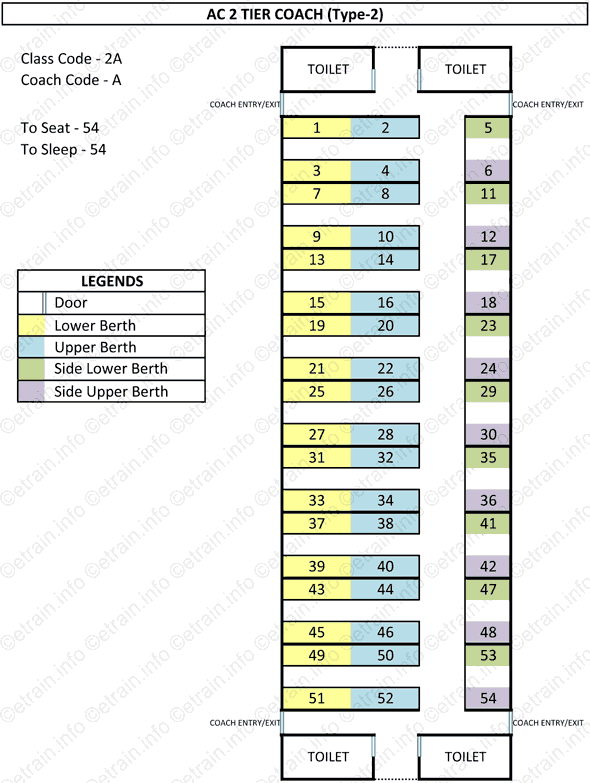 AC 2 TIER COACH (Type-2)
Class Code - 2A
Coach Code - A
To Seat - 54
To Sleep - 54
TOILET TOILET
COACH ENTRY/EXIT COACH ENTRY/EXIT
1 2 5
3 4 6
7 8 11
9 10 12
13 14 17
15 16 18
19 20 23
21 22 24
25 26 29
27 28 30
31 32 35
33 34 36
37 38 41
39 40 42
43 44 47
45 46 48
49 50 53
51 52 54
COACH ENTRY/EXIT COACH ENTRY/EXIT
TOILET TOILET
LEGENDS
Door
Lower Berth
Upper Berth
Side Lower Berth
Side Upper Berth
©etrain.info